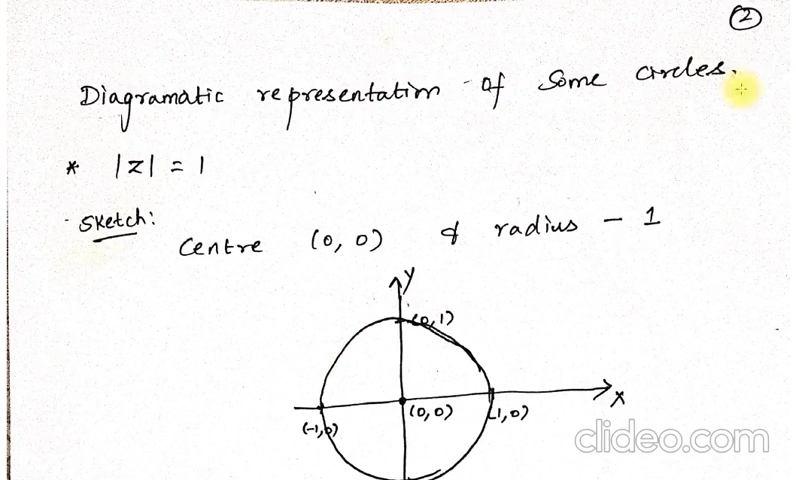 2
Diagramatic representation of some circles.
* |z| = 1
Sketch:
Centre (0, 0) & radius - 1
y
(0,1)
x
(-1,0) (0,0) (1,0)
clideo.com